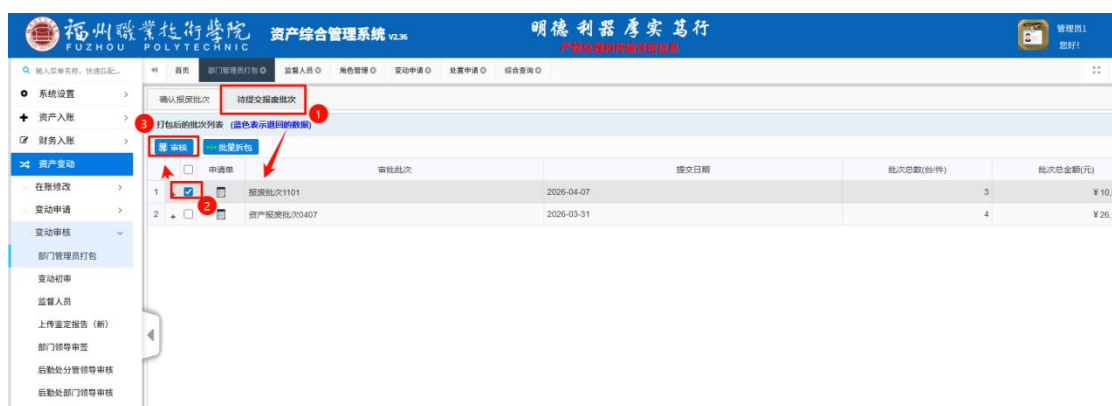 福州職業技術學院 资产综合管理系统 V2.36
FUZHOU POLYTECHNIC
明德 利器 厚实 笃行
管理员1
您好!
输入菜单名称，快速匹配...
首页 部门管理员打包 监督人员 角色管理 变动申请 处置申请 综合查询
系统设置
资产入账
财务入账
资产变动
在账修改
变动申请
变动审核
部门管理员打包
变动初审
监督人员
上传鉴定报告（新）
部门领导审签
后勤处分管领导审核
后勤处部门领导审核
确认报废批次 待提交报废批次
1
3 打包后的批次列表 (蓝色表示退回的数据)
审核 批量拆包
申请单 审批批次 提交日期 批次总数(台/件) 批次总金额(元)
1 报废批次1101 2026-04-07 3 ¥10,
2
2 资产报废批次0407 2026-03-31 4 ¥26,